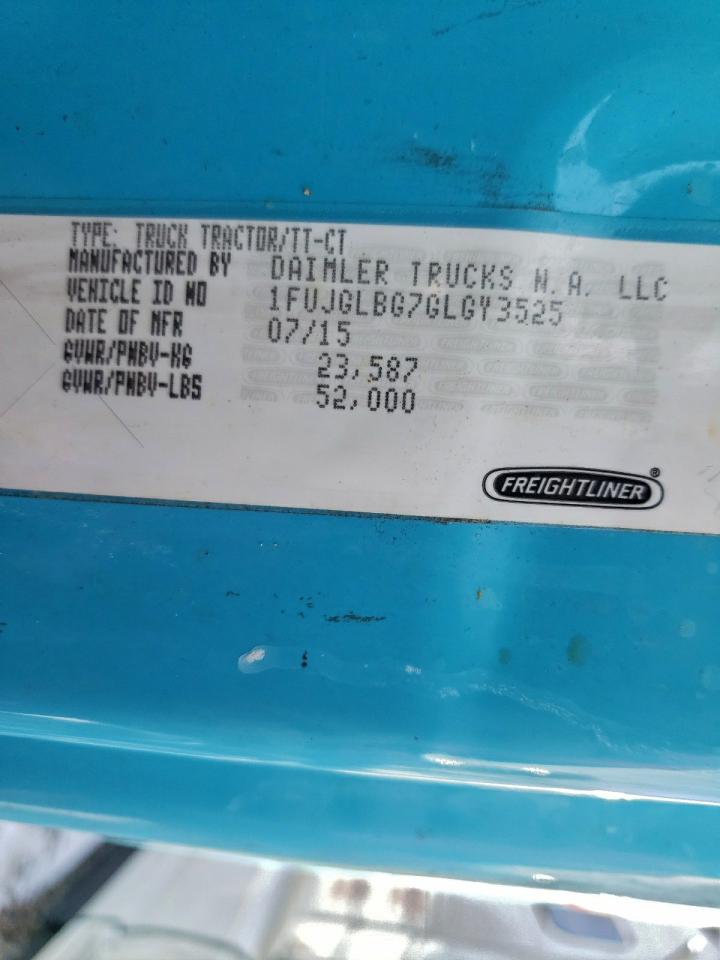 TYPE: TRUCK TRACTOR/TT-CT
MANUFACTURED BY DAIMLER TRUCKS N.A. LLC
VEHICLE ID NO 1FUJGLBG7GLGY3525
DATE OF MFR 07/15
GVWR/PNBV-KG 23,587
GVWR/PNBV-LBS 52,000
FREIGHTLINER®